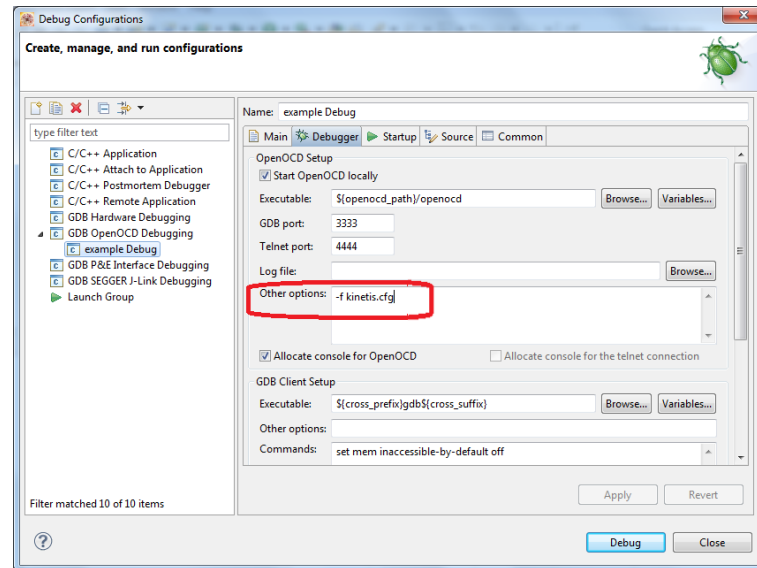 Debug Configurations
Create, manage, and run configurations
type filter text
C/C++ Application
C/C++ Attach to Application
C/C++ Postmortem Debugger
C/C++ Remote Application
GDB Hardware Debugging
GDB OpenOCD Debugging
example Debug
GDB P&E Interface Debugging
GDB SEGGER J-Link Debugging
Launch Group
Filter matched 10 of 10 items
Name: example Debug
Main Debugger Startup Source Common
OpenOCD Setup
Start OpenOCD locally
Executable: ${openocd_path}/openocd Browse... Variables...
GDB port: 3333
Telnet port: 4444
Log file: Browse...
Other options: -f kinetis.cfg
Allocate console for OpenOCD Allocate console for the telnet connection
GDB Client Setup
Executable: ${cross_prefix}gdb${cross_suffix} Browse... Variables...
Other options:
Commands: set mem inaccessible-by-default off
Apply Revert
Debug Close